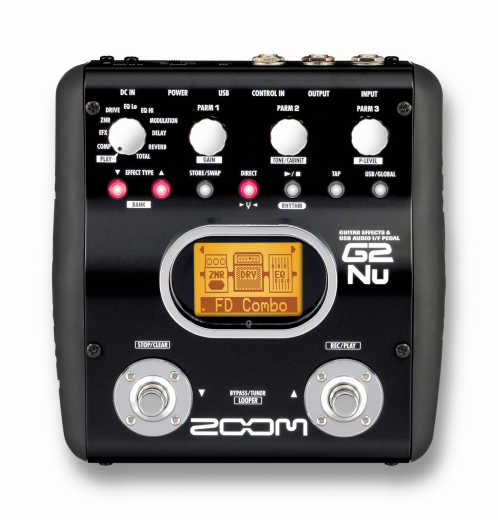 DC IN POWER USB CONTROL IN OUTPUT INPUT
DRIVE EQ Lo EQ Hi PARM 1 PARM 2 PARM 3
ZNR MODULATION
EFX DELAY
COMP REVERB
PLAY TOTAL GAIN TONE/CABINET P-LEVEL
▼ EFFECT TYPE ▲ STORE/SWAP DIRECT ►/■ TAP USB/GLOBAL
BANK ►V◄ RHYTHM
GUITAR EFFECTS &
USB AUDIO I/F PEDAL
G2
Nu
ZNR DRY EQ
FD Combo
STOP/CLEAR REC/PLAY
▼ BYPASS/TUNER ▲
LOOPER
ZOOM